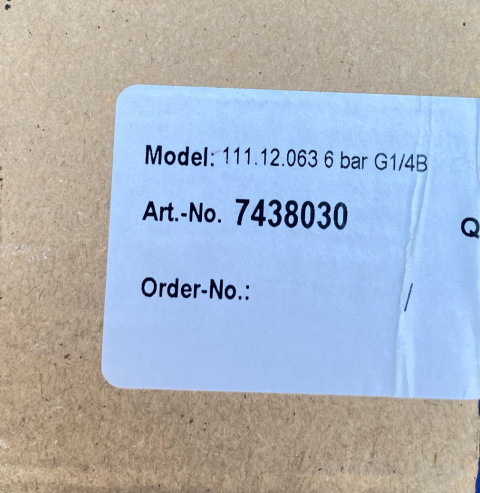 Model: 111.12.063 6 bar G1/4B
Art.-No. 7438030
Q
Order-No.: /